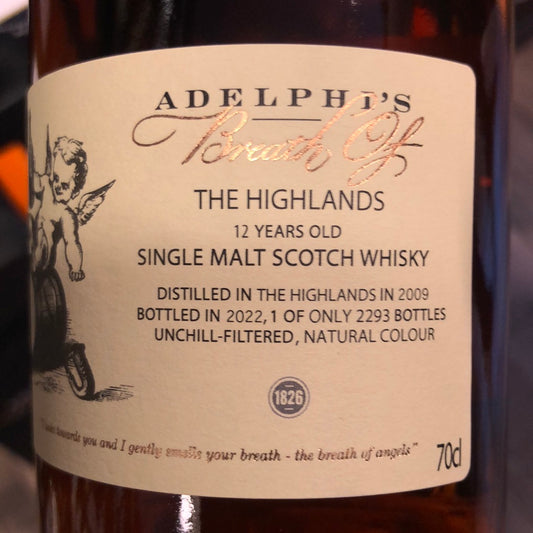 ADELPHI'S
Breath Of
THE HIGHLANDS
12 YEARS OLD
SINGLE MALT SCOTCH WHISKY
DISTILLED IN THE HIGHLANDS IN 2009
BOTTLED IN 2022, 1 OF ONLY 2293 BOTTLES
UNCHILL-FILTERED, NATURAL COLOUR
1826
towards you and I gently smells your breath - the breath of angels"
70cl